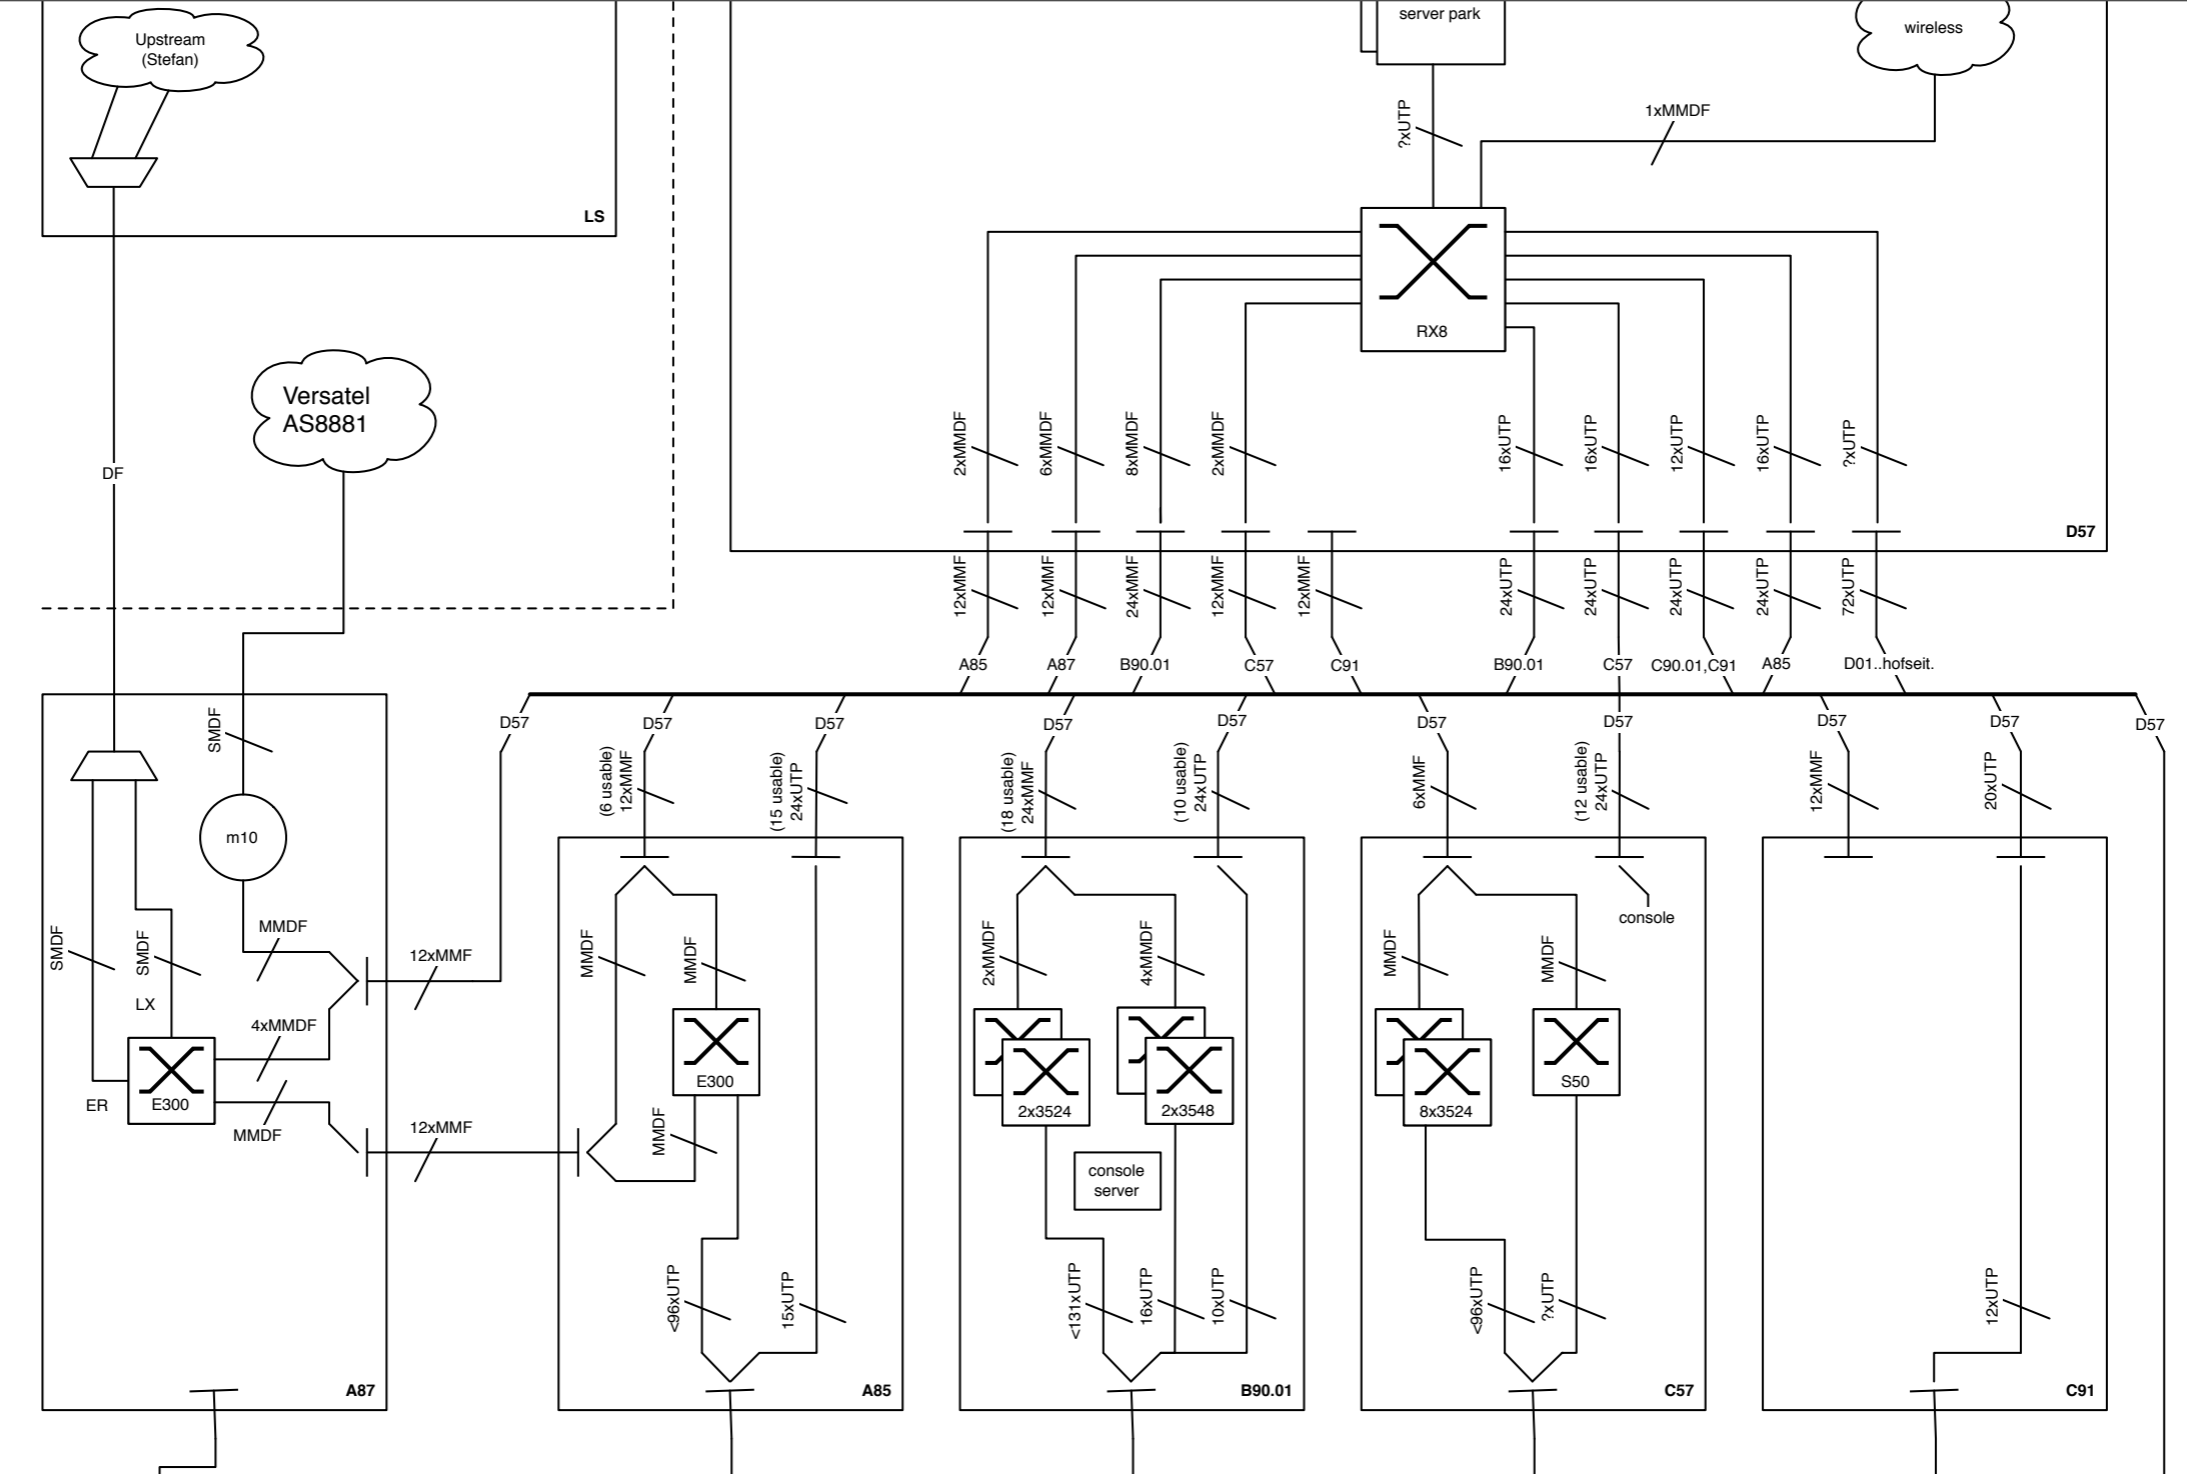 server park
wireless
Upstream
(Stefan)
?xUTP
1xMMDF
LS
RX8
Versatel
AS8881
DF
2xMMDF
6xMMDF
8xMMDF
2xMMDF
16xUTP
16xUTP
12xUTP
16xUTP
?xUTP
D57
12xMMF
12xMMF
24xMMF
12xMMF
12xMMF
24xUTP
24xUTP
24xUTP
24xUTP
72xUTP
A85
A87
B90.01
C57
C91
B90.01
C57
C90.01,C91
A85
D01..hofseit.
D57
D57
D57
D57
D57
D57
D57
D57
D57
D57
SMDF
(6 usable)
12xMMF
(15 usable)
24xUTP
(18 usable)
24xMMF
(10 usable)
24xUTP
6xMMF
(12 usable)
24xUTP
12xMMF
20xUTP
m10
console
SMDF
SMDF
MMDF
12xMMF
MMDF
MMDF
2xMMDF
4xMMDF
MMDF
MMDF
LX
4xMMDF
E300
ER
MMDF
12xMMF
E300
MMDF
2x3524
2x3548
8x3524
S50
console
server
<96xUTP
15xUTP
<131xUTP
16xUTP
10xUTP
<96xUTP
?xUTP
12xUTP
A87
A85
B90.01
C57
C91